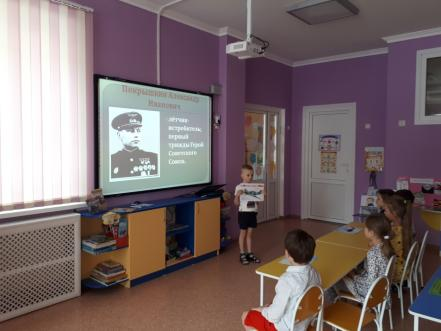 Покрышкин Александр
Иванович
лётчик-
истребитель,
первый
трижды Герой
Советского
Союза.